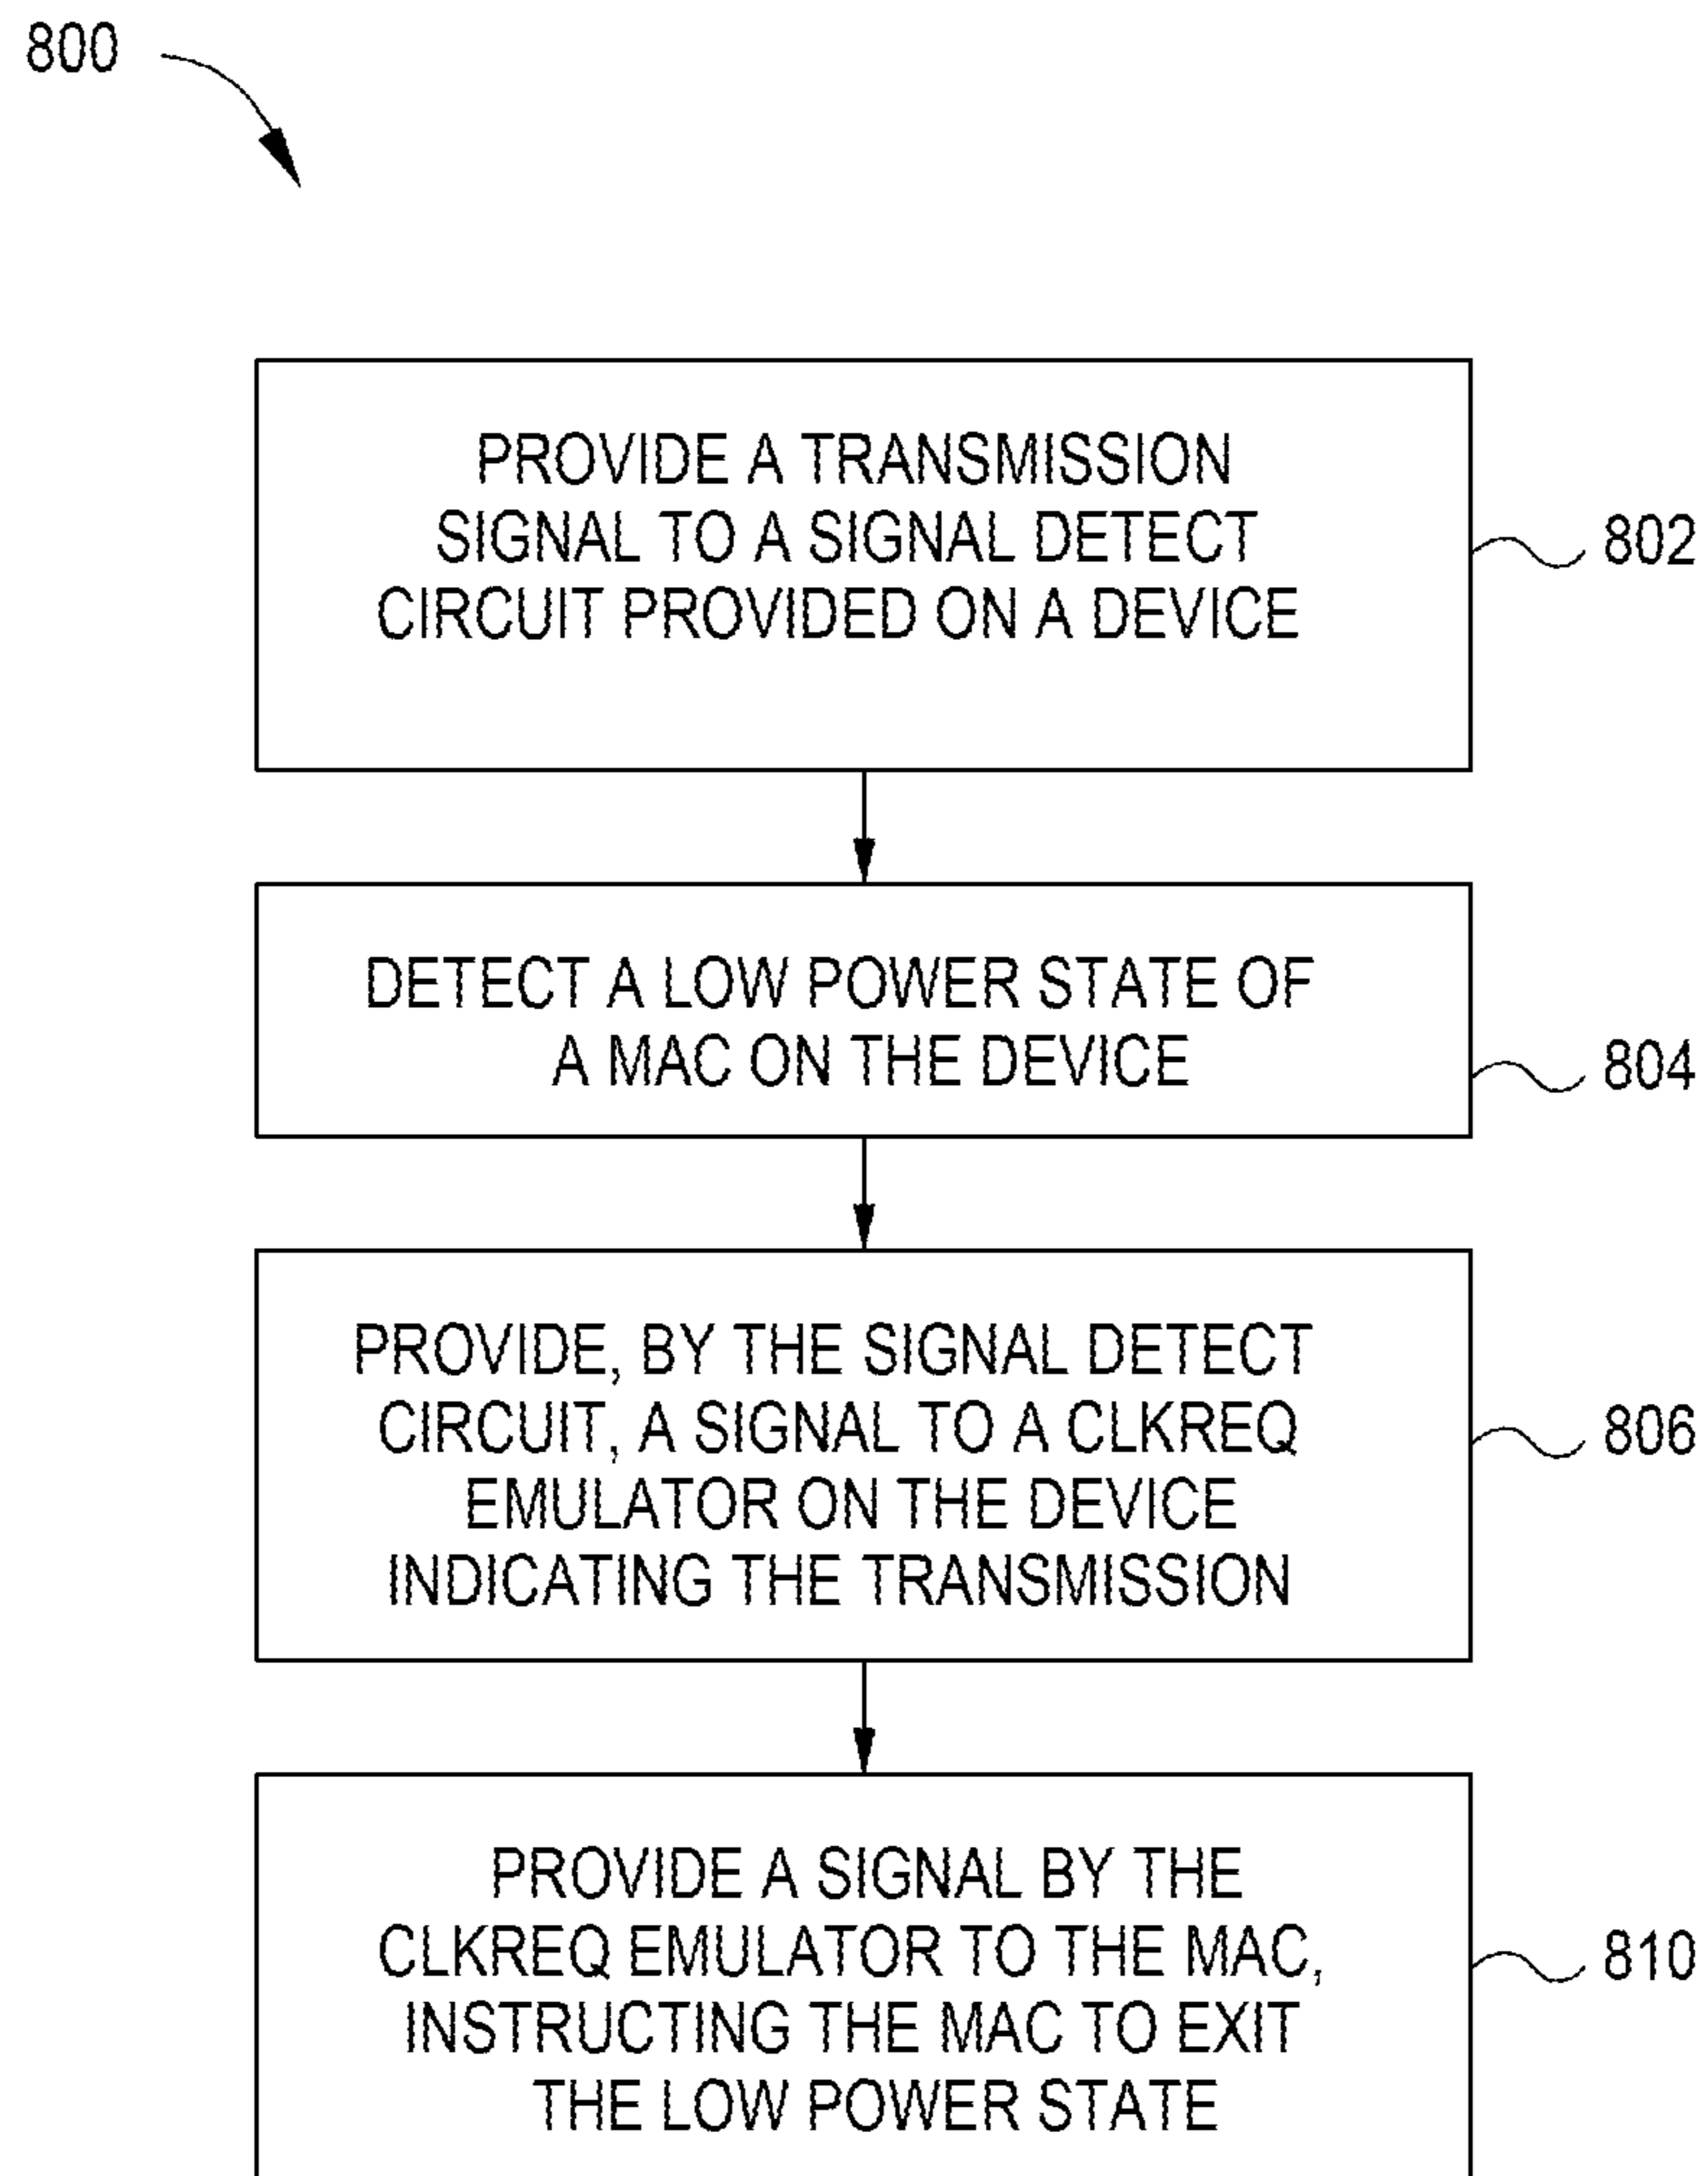 800
PROVIDE A TRANSMISSION
SIGNAL TO A SIGNAL DETECT
CIRCUIT PROVIDED ON A DEVICE
802
DETECT A LOW POWER STATE OF
A MAC ON THE DEVICE
804
PROVIDE, BY THE SIGNAL DETECT
CIRCUIT, A SIGNAL TO A CLKREQ
EMULATOR ON THE DEVICE
INDICATING THE TRANSMISSION
806
PROVIDE A SIGNAL BY THE
CLKREQ EMULATOR TO THE MAC,
INSTRUCTING THE MAC TO EXIT
THE LOW POWER STATE
810